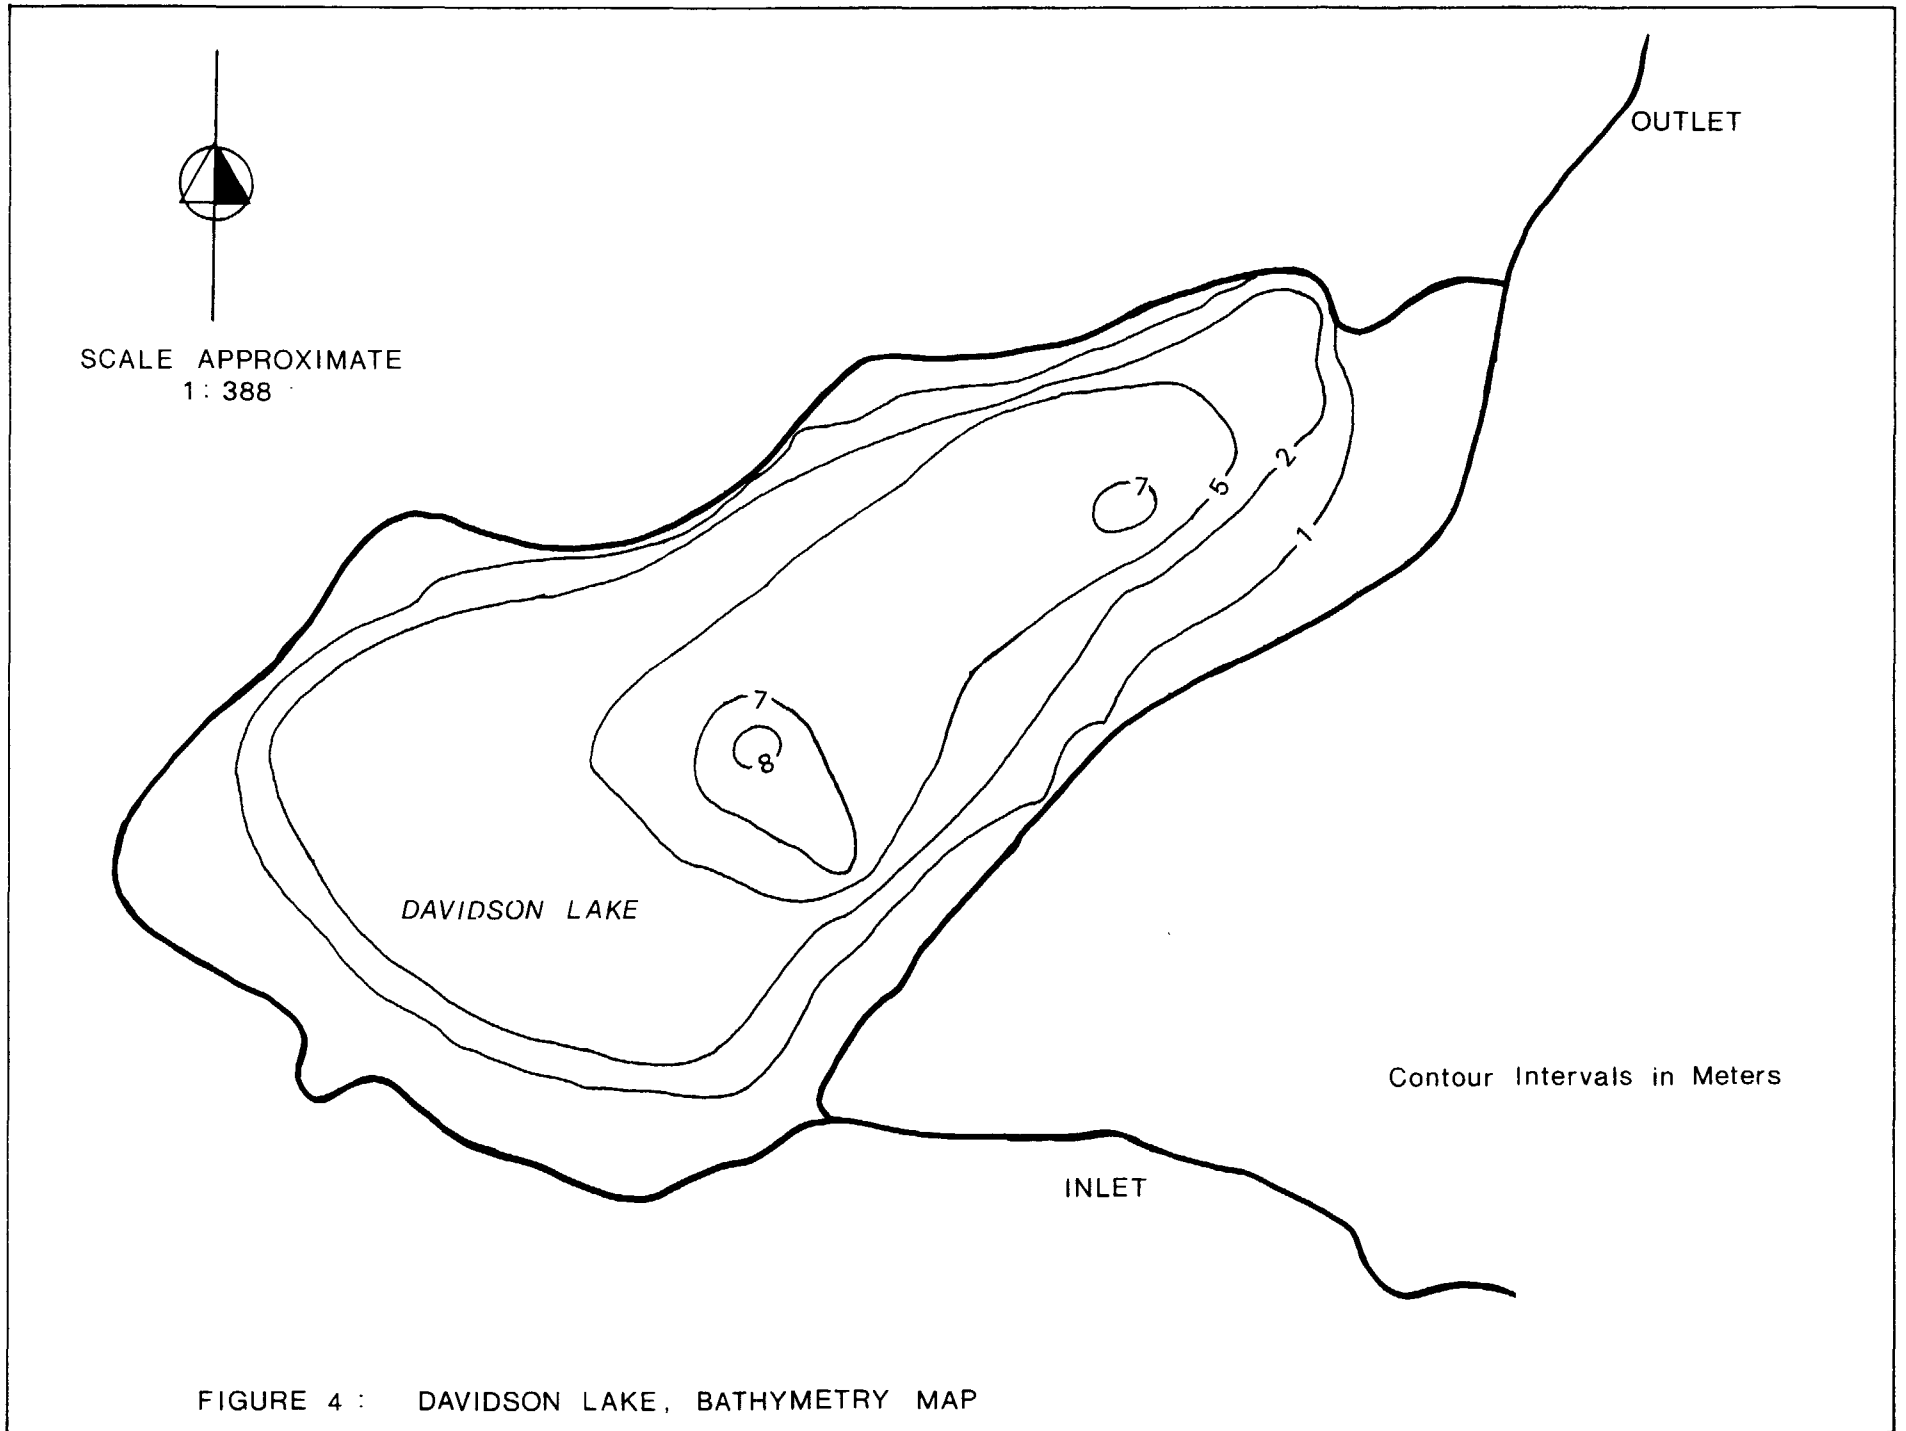 OUTLET
SCALE APPROXIMATE
1 : 388
2
7
5
1
7
8
DAVIDSON LAKE
Contour Intervals in Meters
INLET
FIGURE 4 : DAVIDSON LAKE, BATHYMETRY MAP